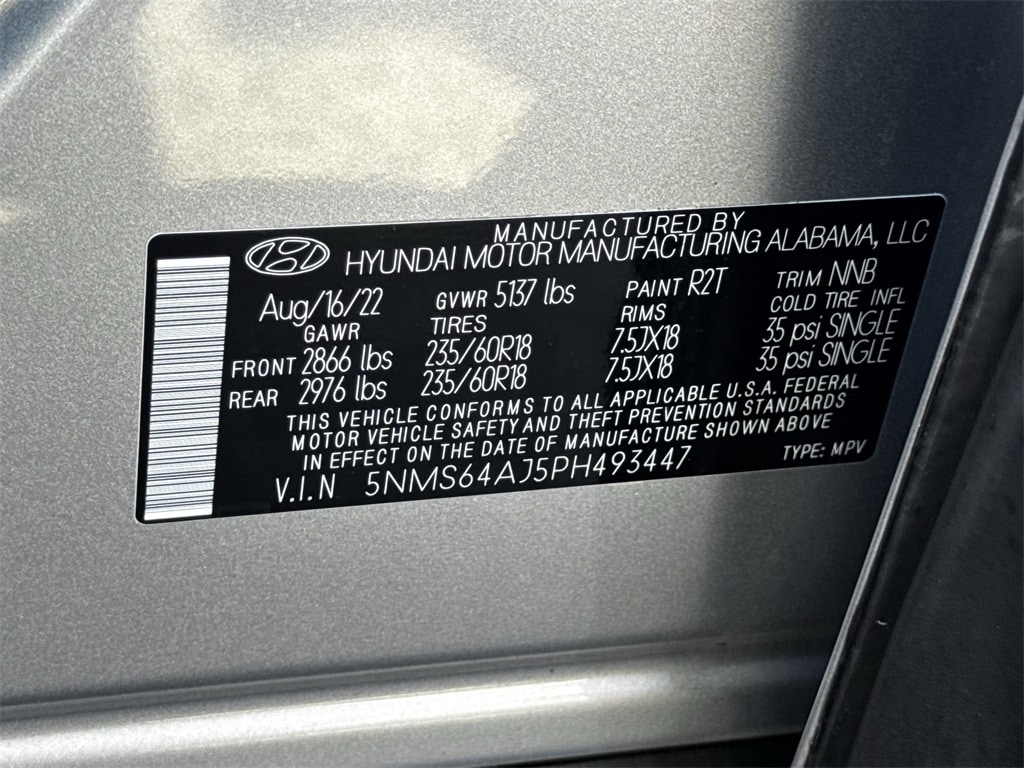 MANUFACTURED BY
HYUNDAI MOTOR MANUFACTURING ALABAMA, LLC
Aug/16/22 GVWR 5137 lbs PAINT R2T TRIM NNB
GAWR TIRES RIMS COLD TIRE INFL
FRONT 2866 lbs 235/60R18 7.5JX18 35 psi SINGLE
REAR 2976 lbs 235/60R18 7.5JX18 35 psi SINGLE
THIS VEHICLE CONFORMS TO ALL APPLICABLE U.S.A. FEDERAL
MOTOR VEHICLE SAFETY AND THEFT PREVENTION STANDARDS
IN EFFECT ON THE DATE OF MANUFACTURE SHOWN ABOVE
V.I.N 5NMS64AJ5PH493447 TYPE: MPV